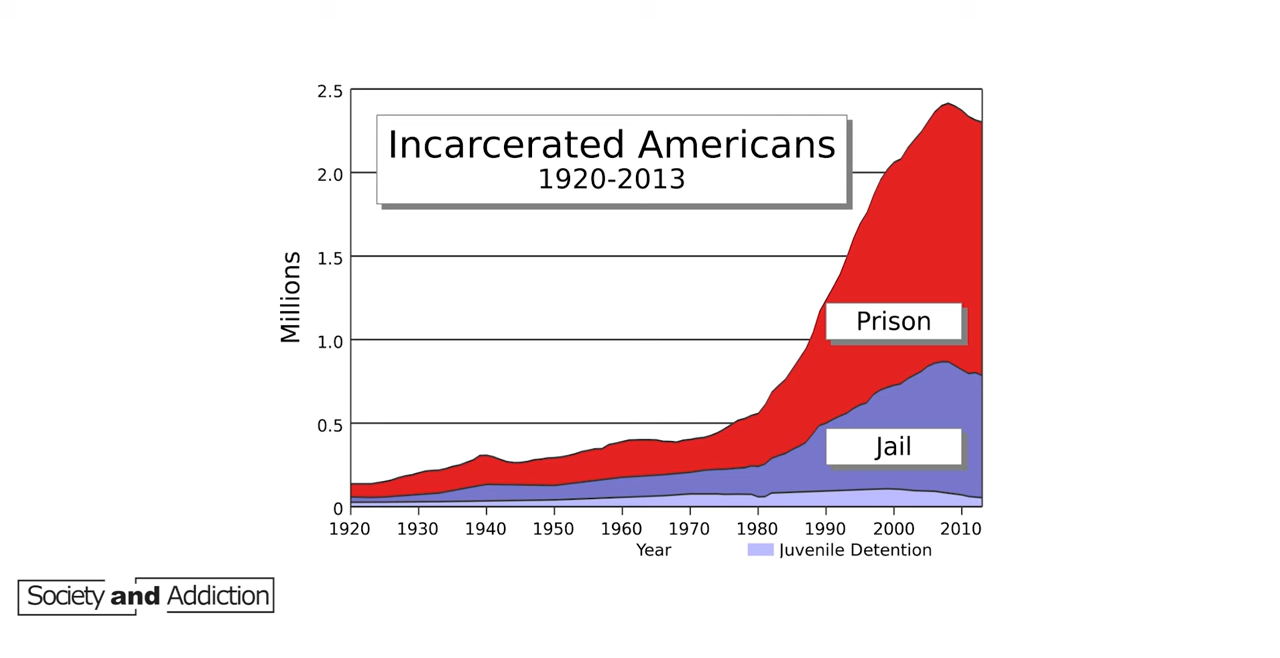 Incarcerated Americans
1920-2013
2.5
2.0
1.5
1.0
0.5
0
Millions
Prison
Jail
1920 1930 1940 1950 1960 1970 1980 1990 2000 2010
Year
Juvenile Detention
Society and Addiction